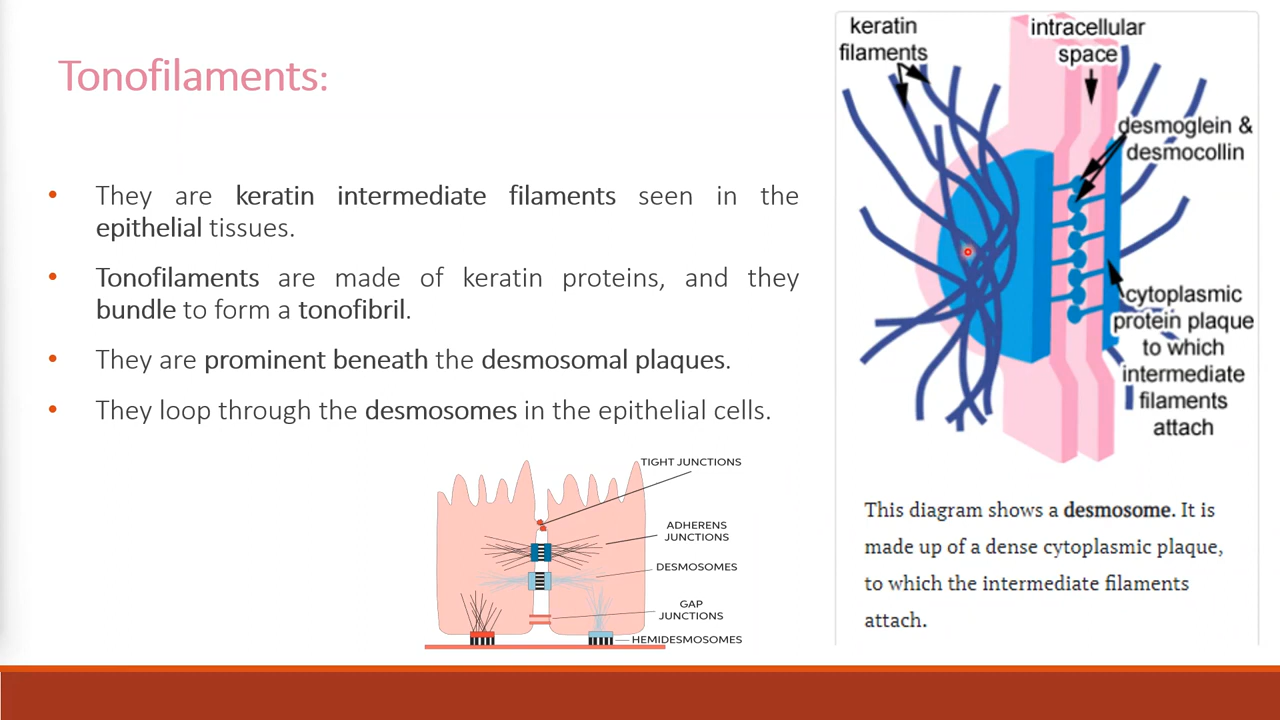 Tonofilaments:
They are keratin intermediate filaments seen in the
epithelial tissues.
Tonofilaments are made of keratin proteins, and they
bundle to form a tonofibril.
They are prominent beneath the desmosomal plaques.
They loop through the desmosomes in the epithelial cells.
TIGHT JUNCTIONS
ADHERENS
JUNCTIONS
DESMOSOMES
GAP
JUNCTIONS
HEMIDESMOSOMES
keratin
filaments
intracellular
space
desmoglein &
desmocollin
cytoplasmic
protein plaque
to which
intermediate
filaments
attach
This diagram shows a desmosome. It is
made up of a dense cytoplasmic plaque,
to which the intermediate filaments
attach.